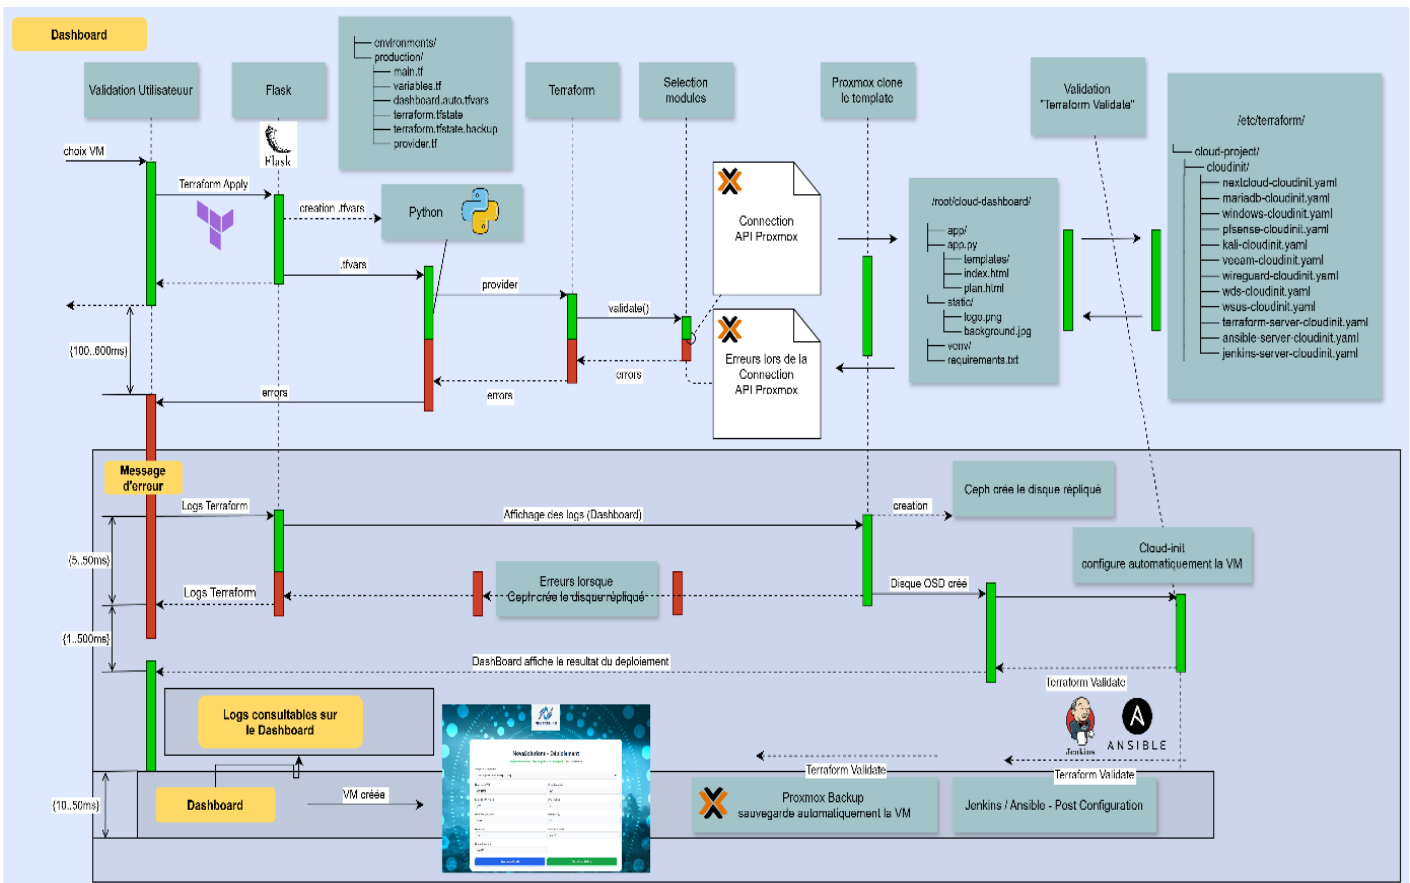 Dashboard
Validation Utilisateuur
Flask
environments/
production/
main.tf
variables.tf
dashboard.auto.tfvars
terraform.tfstate
terraform.tfstate.backup
provider.tf
Terraform
Selection
modules
Proxmox clone
le template
Validation
"Terraform Validate"
/etc/terraform/
cloud-project/
cloudinit/
nextcloud-cloudinit.yaml
mariadb-cloudinit.yaml
windows-cloudinit.yaml
pfsense-cloudinit.yaml
kali-cloudinit.yaml
veeam-cloudinit.yaml
wireguard-cloudinit.yaml
wds-cloudinit.yaml
wsus-cloudinit.yaml
terraform-server-cloudinit.yaml
ansible-server-cloudinit.yaml
jenkins-server-cloudinit.yaml
Flask
choix VM
Terraform Apply
creation .tfvars
Python
.tfvars
provider
validate()
Connection
API Proxmox
/root/cloud-dashboard/
app/
app.py
templates/
index.html
plan.html
static/
logo.png
background.jpg
venv/
requirements.txt
{100..600ms}
Erreurs lors de la
Connection
API Proxmox
errors
errors
errors
Message
d'erreur
Logs Terraform
Affichage des logs (Dashboard)
creation
Ceph crée le disque répliqué
{5..50ms}
Cloud-init
configure automatiquement la VM
Erreurs lorsque
Ceph crée le disque répliqué
Disque OSD créé
Logs Terraform
{1..500ms}
DashBoard affiche le resultat du deploiement
Terraform Validate
Logs consultables sur
le Dashboard
Jenkins
ANSIBLE
NovaSolutions - Déploiement
Terraform Validate
Terraform Validate
{10..50ms}
Dashboard
VM créée
Proxmox Backup
sauvegarde automatiquement la VM
Jenkins / Ansible - Post Configuration